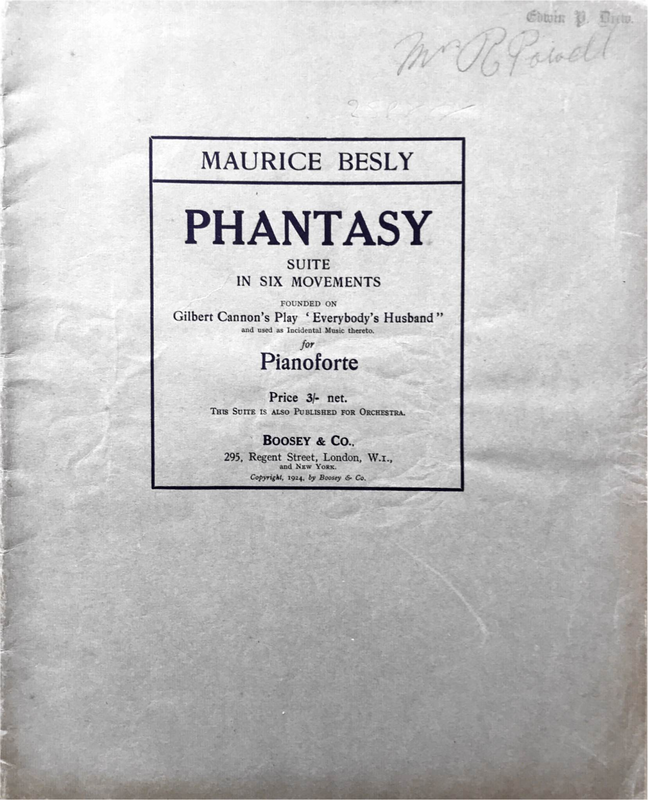 Edwin P. Drew.
Mr R Powell
MAURICE BESLY
PHANTASY
SUITE
IN SIX MOVEMENTS
FOUNDED ON
Gilbert Cannon's Play ‘Everybody's Husband”
and used as Incidental Music thereto.
for
Pianoforte
Price 3/- net.
THIS SUITE IS ALSO PUBLISHED FOR ORCHESTRA.
BOOSEY & Co.,
295, Regent Street, London, W.1.,
AND NEW YORK.
Copyright, 1924, by Boosey & Co.